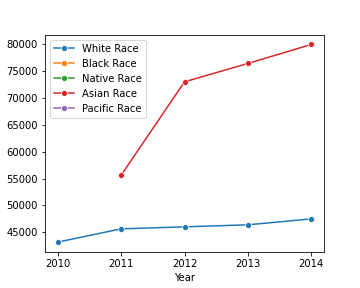 80000
75000
70000
65000
60000
55000
50000
45000
White Race
Black Race
Native Race
Asian Race
Pacific Race
2010 2011 2012 2013 2014
Year